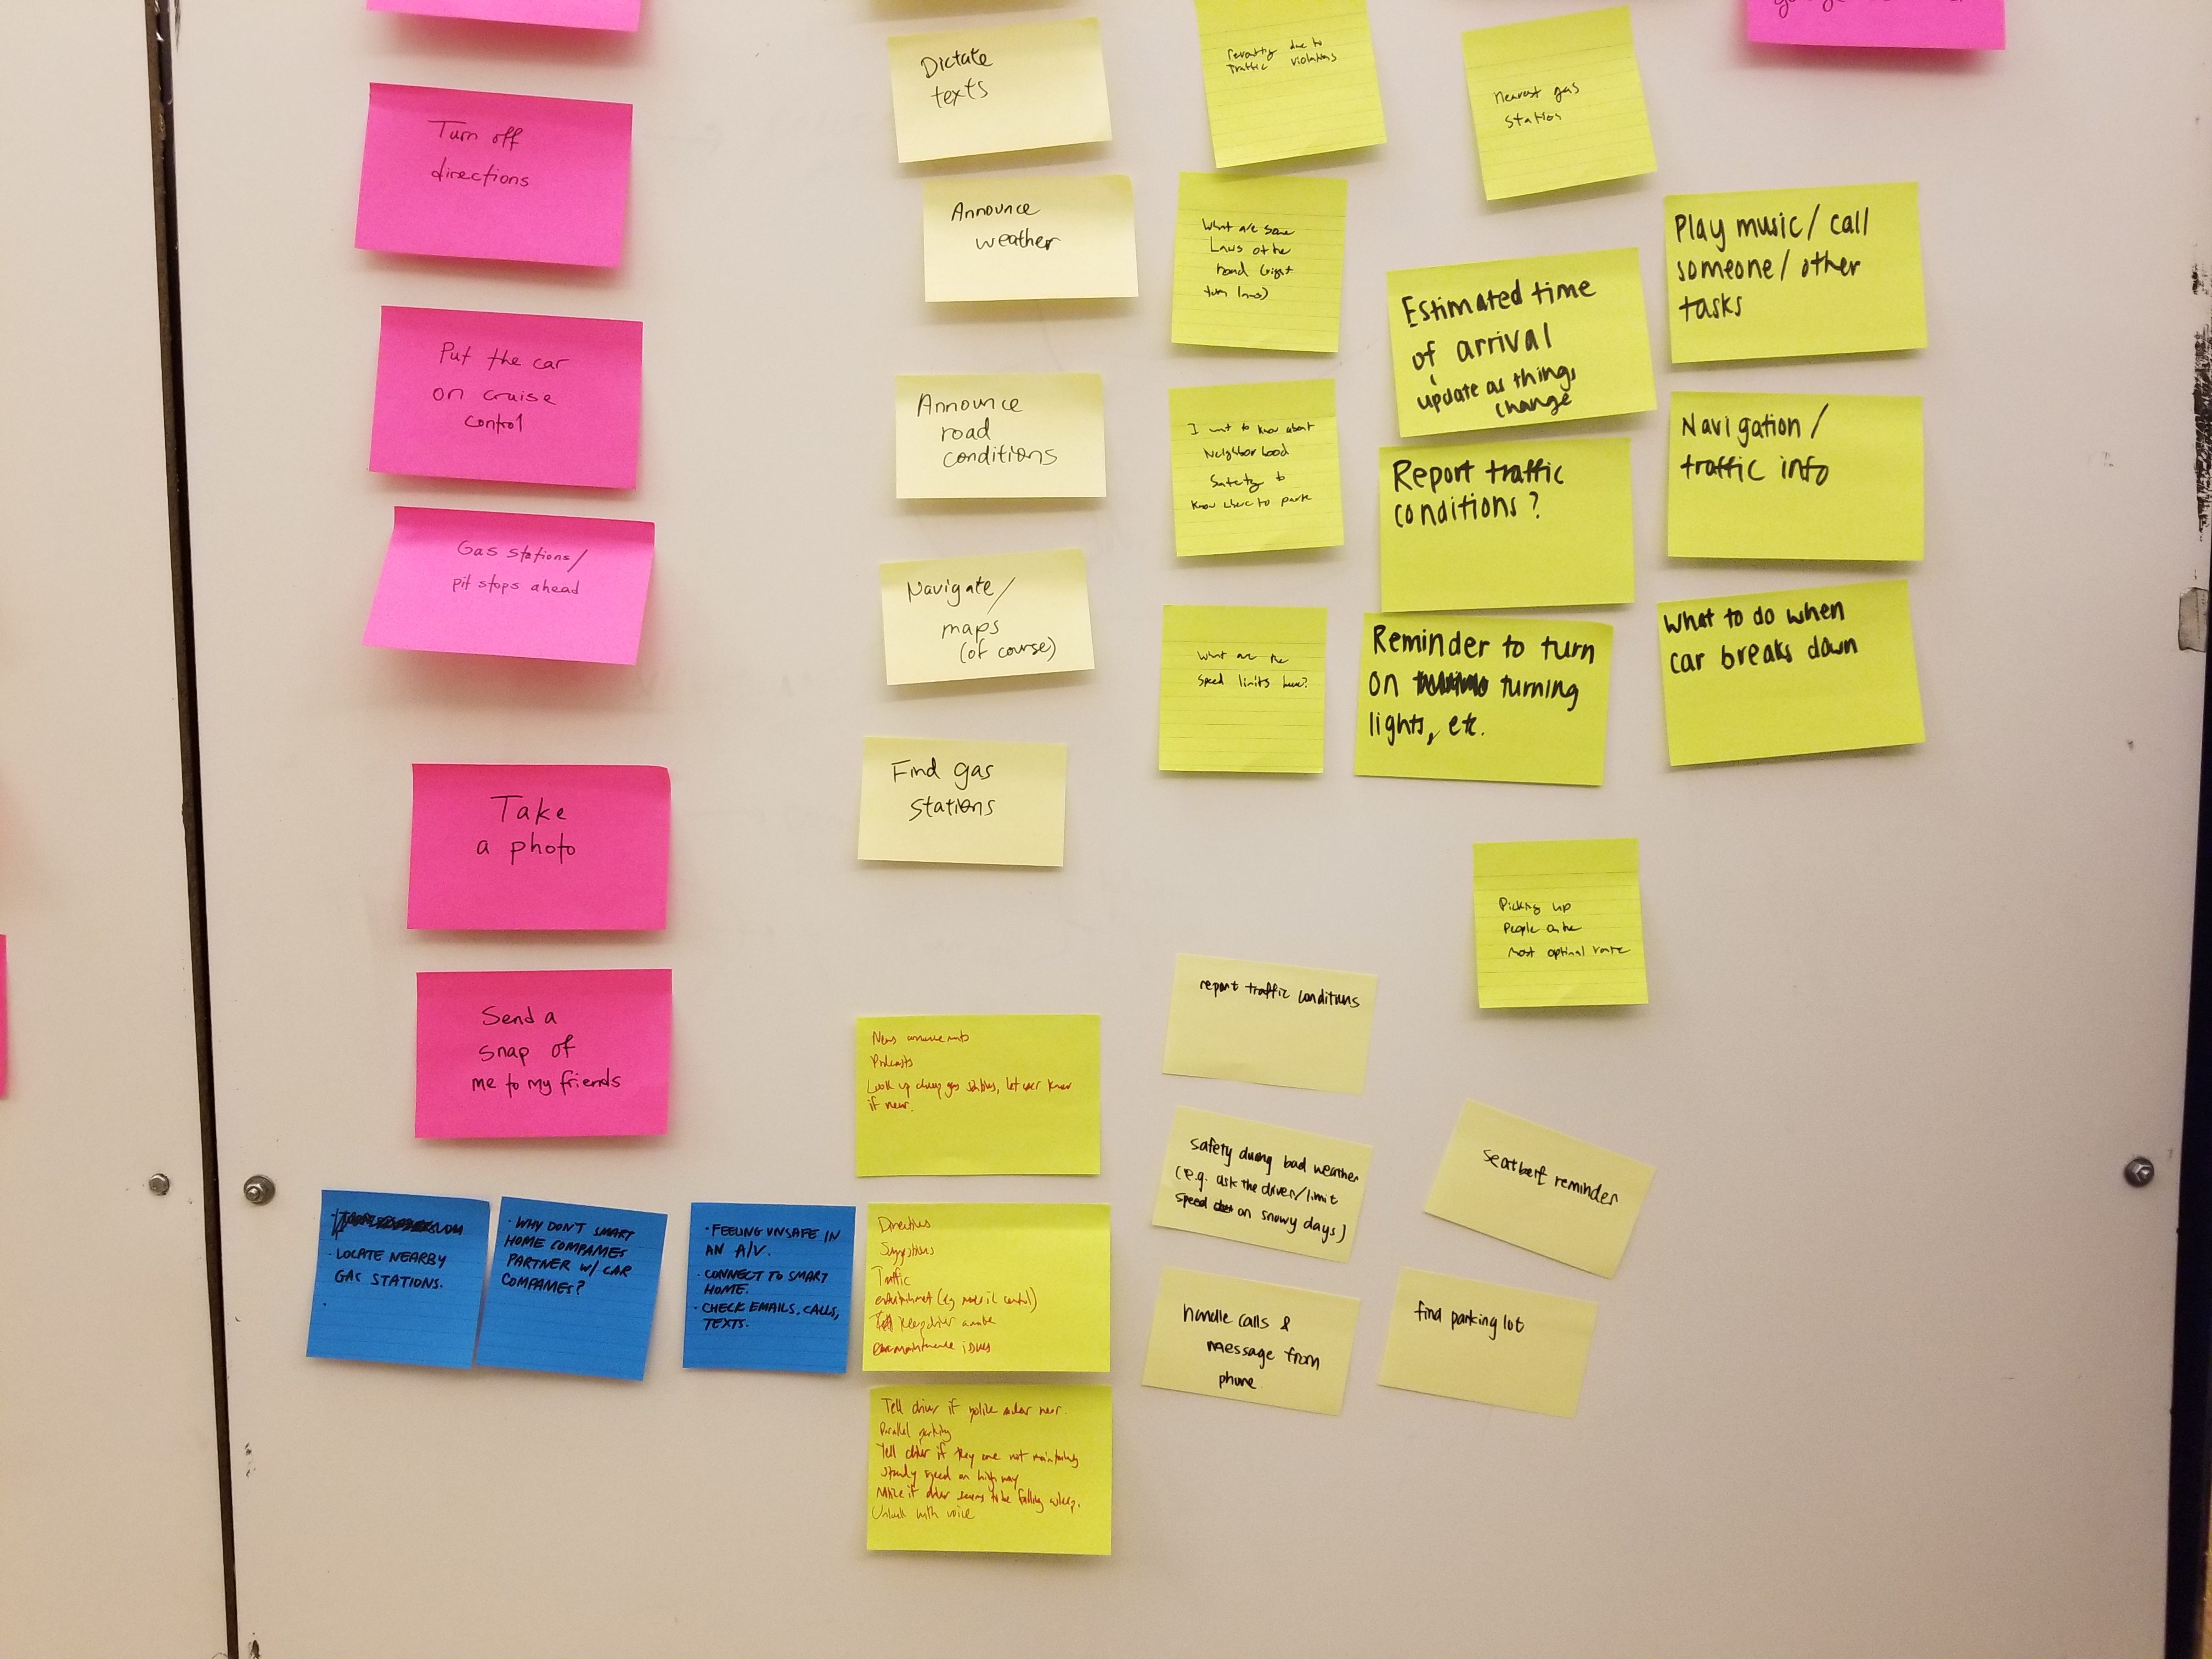 Turn off
directions
Put the car
on cruise
control
Gas stations/
pit stops ahead
Take
a photo
Send a
snap of
me to my friends
· LOCATE NEARBY
GAS STATIONS.
· WHY DON'T SMART
HOME COMPANIES
PARTNER W/ CAR
COMPANIES?
· FEELING UNSAFE IN
AN A/V.
· CONNECT TO SMART
HOME.
· CHECK EMAILS, CALLS,
TEXTS.
Dictate
texts
Announce
weather
Announce
road
conditions
Navigate/
maps
(of course)
Find gas
stations
News
Podcasts
Look up cheap gas stations, let user know
if near.
Directions
Suggestions
Traffic
entertainment (eg music control)
Keep driver awake
maintenance issues
Tell driver if police radar near.
Parallel parking
Tell driver if they are not maintaining
steady speed on highway
Notice if driver seems to be falling asleep.
Unlock with voice
due to
Traffic violations
What are some
Laws of the
road (right
turn laws)
I want to know about
Neighborhood
Safety to
know where to park
What are the
speed limits here?
nearest gas
station
Estimated time
of arrival
update as things
change
Report traffic
conditions?
Reminder to turn
on turning
lights, etc.
Play music/ call
someone/ other
tasks
Navigation/
traffic info
What to do when
car breaks down
Picking up
People on the
most optimal route
report traffic conditions
safety during bad weather
(e.g. ask the driver/limit
speed on snowy days)
handle calls &
message from
phone
seatbelt reminder
find parking lot